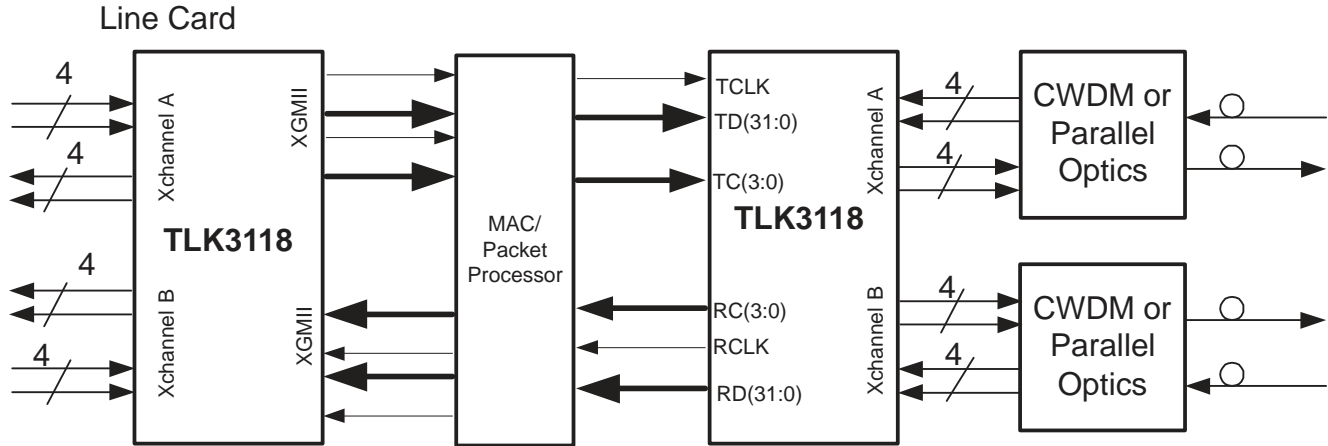 Line Card
4
4
4
4
Xchannel A
Xchannel B
XGMII
XGMII
TLK3118
MAC/
Packet
Processor
TCLK
TD(31:0)
TC(3:0)
TLK3118
RC(3:0)
RCLK
RD(31:0)
Xchannel A
Xchannel B
4
4
4
4
CWDM or
Parallel
Optics
CWDM or
Parallel
Optics